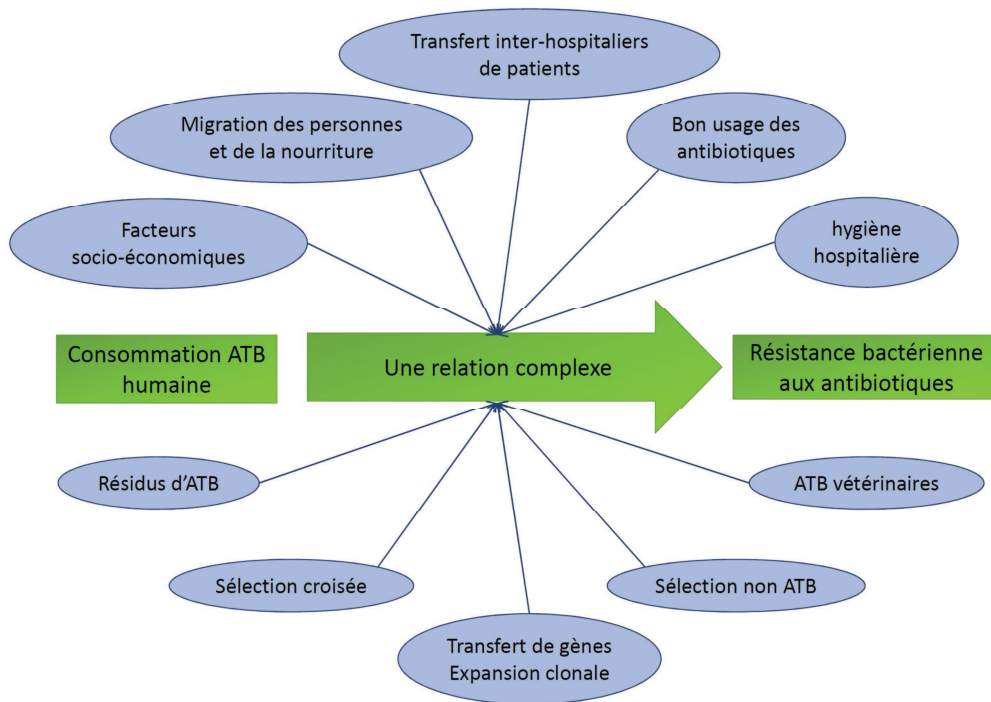 Transfert inter-hospitaliers
de patients
Migration des personnes
et de la nourriture
Bon usage des
antibiotiques
Facteurs
socio-économiques
hygiène
hospitalière
Consommation ATB
humaine
Une relation complexe
Résistance bactérienne
aux antibiotiques
Résidus d'ATB
ATB vétérinaires
Sélection croisée
Sélection non ATB
Transfert de gènes
Expansion clonale